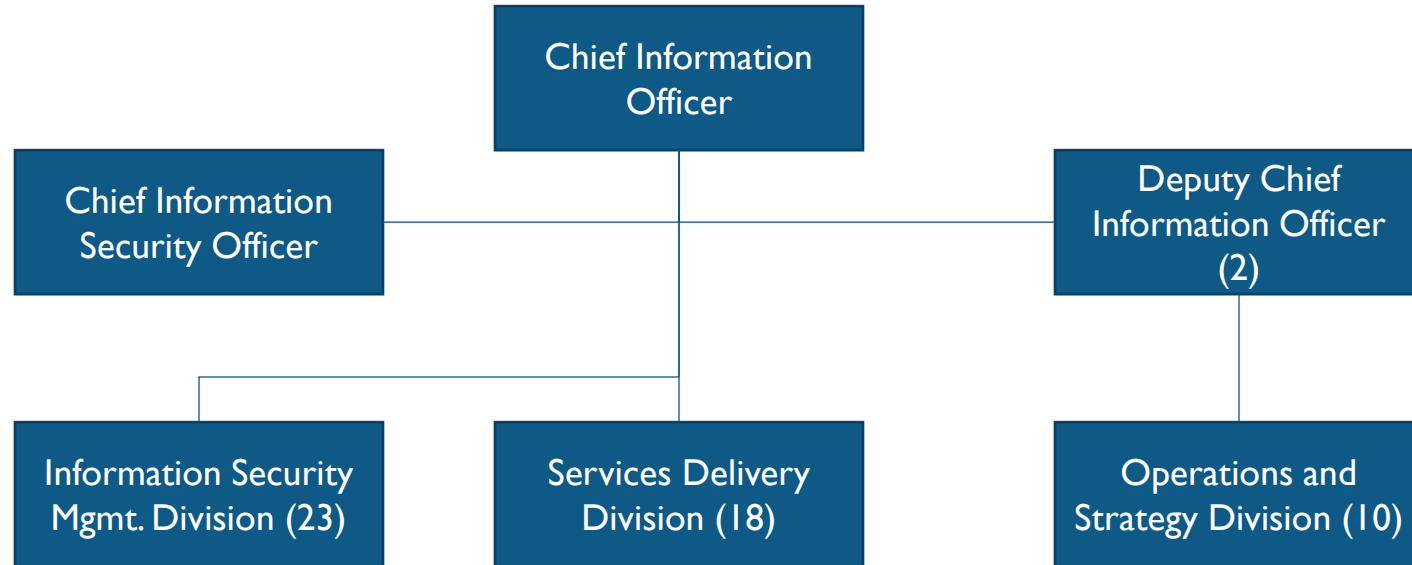 Chief Information
Officer
Chief Information
Security Officer
Deputy Chief
Information Officer
(2)
Information Security
Mgmt. Division (23)
Services Delivery
Division (18)
Operations and
Strategy Division (10)